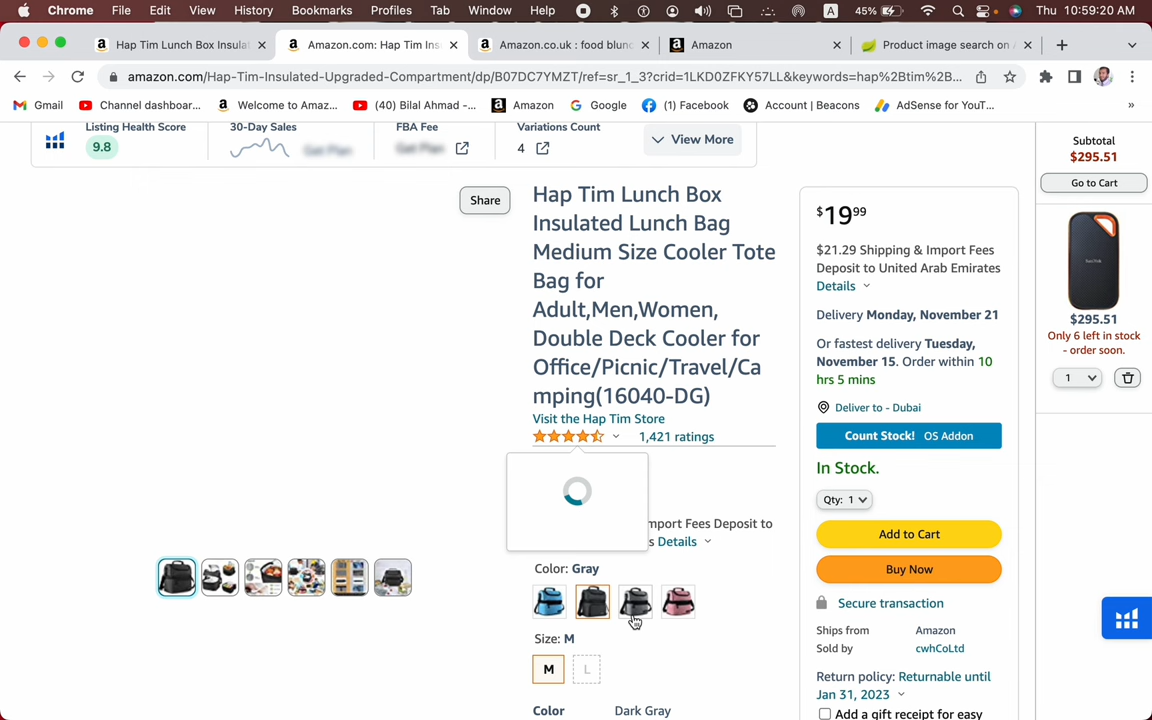 Chrome File Edit View History Bookmarks Profiles Tab Window Help A 45% Thu 10:59:20 AM
Hap Tim Lunch Box Insulat
Amazon.com: Hap Tim Ins
Amazon.co.uk : food blunc
Amazon
Product image search on
amazon.com/Hap-Tim-Insulated-Upgraded-Compartment/dp/B07DC7YMZT/ref=sr_1_3?crid=1LKD0ZFKY57LL&keywords=hap%2Btim%2B...
Gmail Channel dashboar... Welcome to Amaz... (40) Bilal Ahmad -... Amazon Google (1) Facebook Account | Beacons AdSense for YouT... »
Listing Health Score
9.8
30-Day Sales
Get Plan
FBA Fee
Get Plan
Variations Count
4
View More
Share
Hap Tim Lunch Box
Insulated Lunch Bag
Medium Size Cooler Tote
Bag for
Adult,Men,Women,
Double Deck Cooler for
Office/Picnic/Travel/Ca
mping(16040-DG)
Visit the Hap Tim Store
1,421 ratings
mport Fees Deposit to
s Details
Color: Gray
Size: M
M L
Color Dark Gray
$19 99
$21.29 Shipping & Import Fees
Deposit to United Arab Emirates
Details
Delivery Monday, November 21
Or fastest delivery Tuesday,
November 15. Order within 10
hrs 5 mins
Deliver to - Dubai
Count Stock! OS Addon
In Stock.
Qty: 1
Add to Cart
Buy Now
Secure transaction
Ships from Amazon
Sold by cwhCoLtd
Return policy: Returnable until
Jan 31, 2023
Add a gift receipt for easy
Subtotal
$295.51
Go to Cart
SanDisk
$295.51
Only 6 left in stock
- order soon.
1